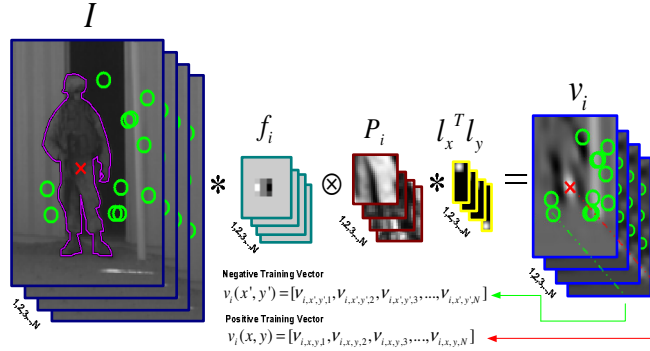 I
* f_i ⊗ P_i * l_x^T l_y = v_i
1,2,3,...,N
1,2,3,...,N
1,2,3,...,N
1,2,3,...,N
1,2,3,...,N
Negative Training Vector
v_i(x', y') = [v_{i,x',y',1}, v_{i,x',y',2}, v_{i,x',y',3}, ..., v_{i,x',y',N}]
Positive Training Vector
v_i(x, y) = [v_{i,x,y,1}, v_{i,x,y,2}, v_{i,x,y,3}, ..., v_{i,x,y,N}]